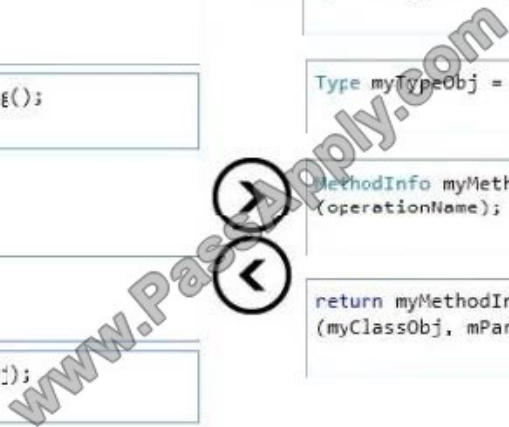 g();
j);
Type myTypeObj =
MethodInfo myMeth
(operationName);
return myMethodIn
(myClassObj, mPar
www.PassApply.com